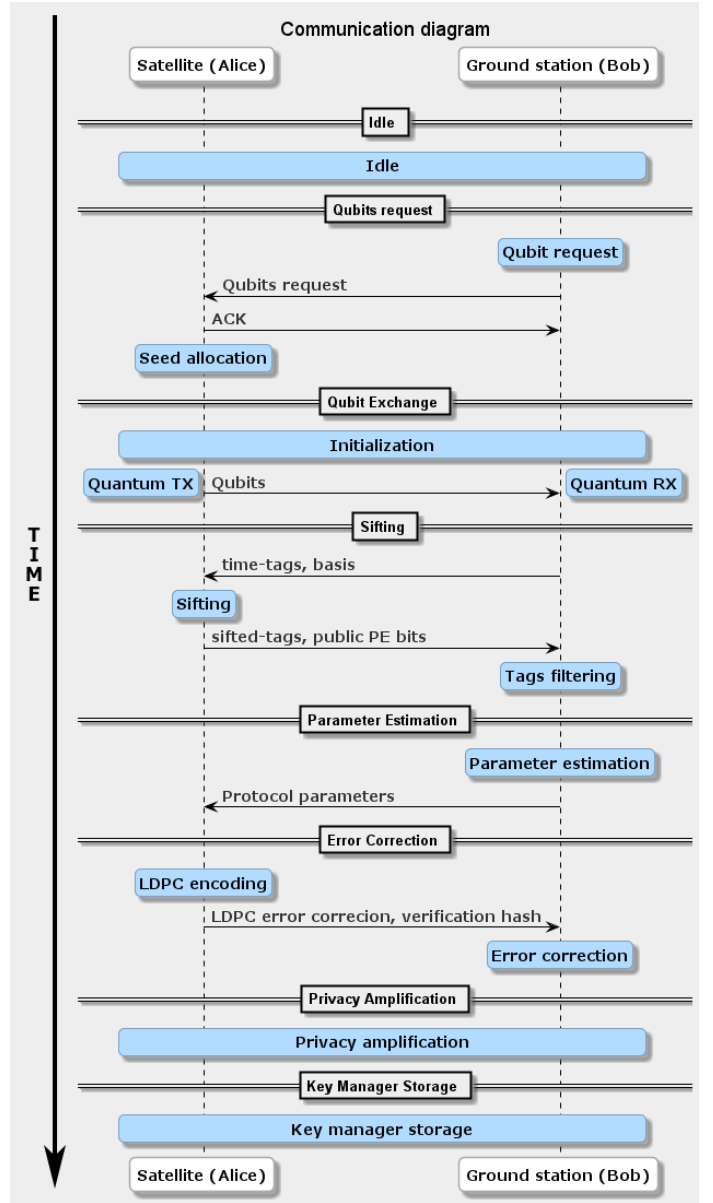 Communication diagram
Satellite (Alice)
Ground station (Bob)
Idle
Idle
Qubits request
Qubit request
Qubits request
ACK
Seed allocation
Qubit Exchange
Initialization
Quantum TX
Qubits
Quantum RX
Sifting
TIME
time-tags, basis
Sifting
sifted-tags, public PE bits
Tags filtering
Parameter Estimation
Parameter estimation
Protocol parameters
Error Correction
LDPC encoding
LDPC error correcion, verification hash
Error correction
Privacy Amplification
Privacy amplification
Key Manager Storage
Key manager storage
Satellite (Alice)
Ground station (Bob)